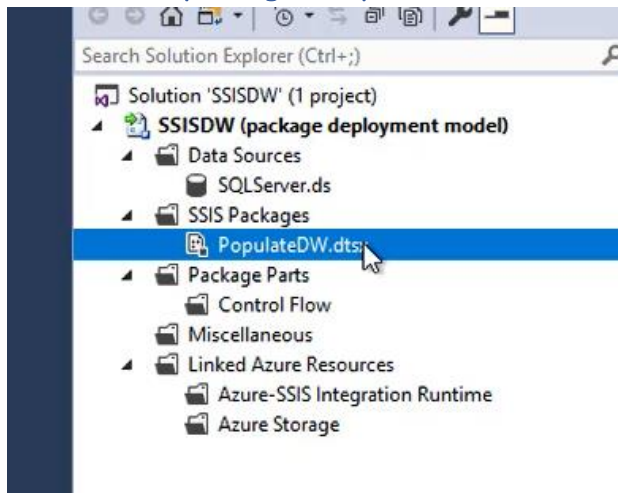 Search Solution Explorer (Ctrl+;)
Solution 'SSISDW' (1 project)
SSISDW (package deployment model)
Data Sources
SQLServer.ds
SSIS Packages
PopulateDW.dtsx
Package Parts
Control Flow
Miscellaneous
Linked Azure Resources
Azure-SSIS Integration Runtime
Azure Storage